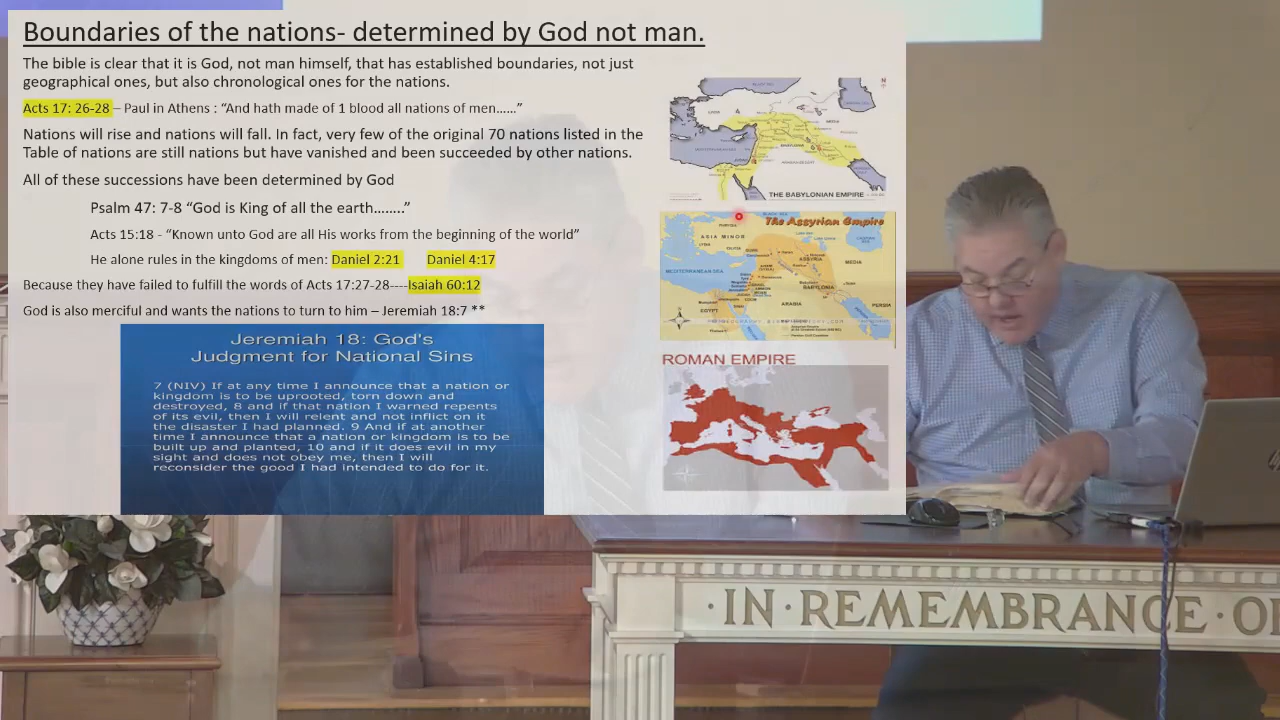 Boundaries of the nations- determined by God not man.
The bible is clear that it is God, not man himself, that has established boundaries, not just
geographical ones, but also chronological ones for the nations.
Acts 17: 26-28 – Paul in Athens : “And hath made of 1 blood all nations of men……”
Nations will rise and nations will fall. In fact, very few of the original 70 nations listed in the
Table of nations are still nations but have vanished and been succeeded by other nations.
All of these successions have been determined by God
Psalm 47: 7-8 “God is King of all the earth……..”
Acts 15:18 “Known unto God are all His works from the beginning of the world”
He alone rules in the kingdoms of men: Daniel 2:21 Daniel 4:17
Because they have failed to fulfill the words of Acts 17:27-28----Isaiah 60:12
God is also merciful and wants the nations to turn to him – Jeremiah 18:7 **
Jeremiah 18: God's
Judgment for National Sins
7 (NIV) If at any time I announce that a nation or
kingdom is to be uprooted, torn down and
destroyed, 8 and if that nation I warned repents
of its evil, then I will relent and not inflict on it
the disaster I had planned. 9 And if at another
time I announce that a nation or kingdom is to be
built up and planted, 10 and if it does evil in my
sight and does not obey me, then I will
reconsider the good I had intended to do for it.
THE BABYLONIAN EMPIRE
The Assyrian Empire
ASIA MINOR
MEDITERRANEAN SEA
ASSYRIA
MEDIA
BABYLONIA
EGYPT
ARABIA
PERSIA
ROMAN EMPIRE
·IN·REMEMBRANCE·O